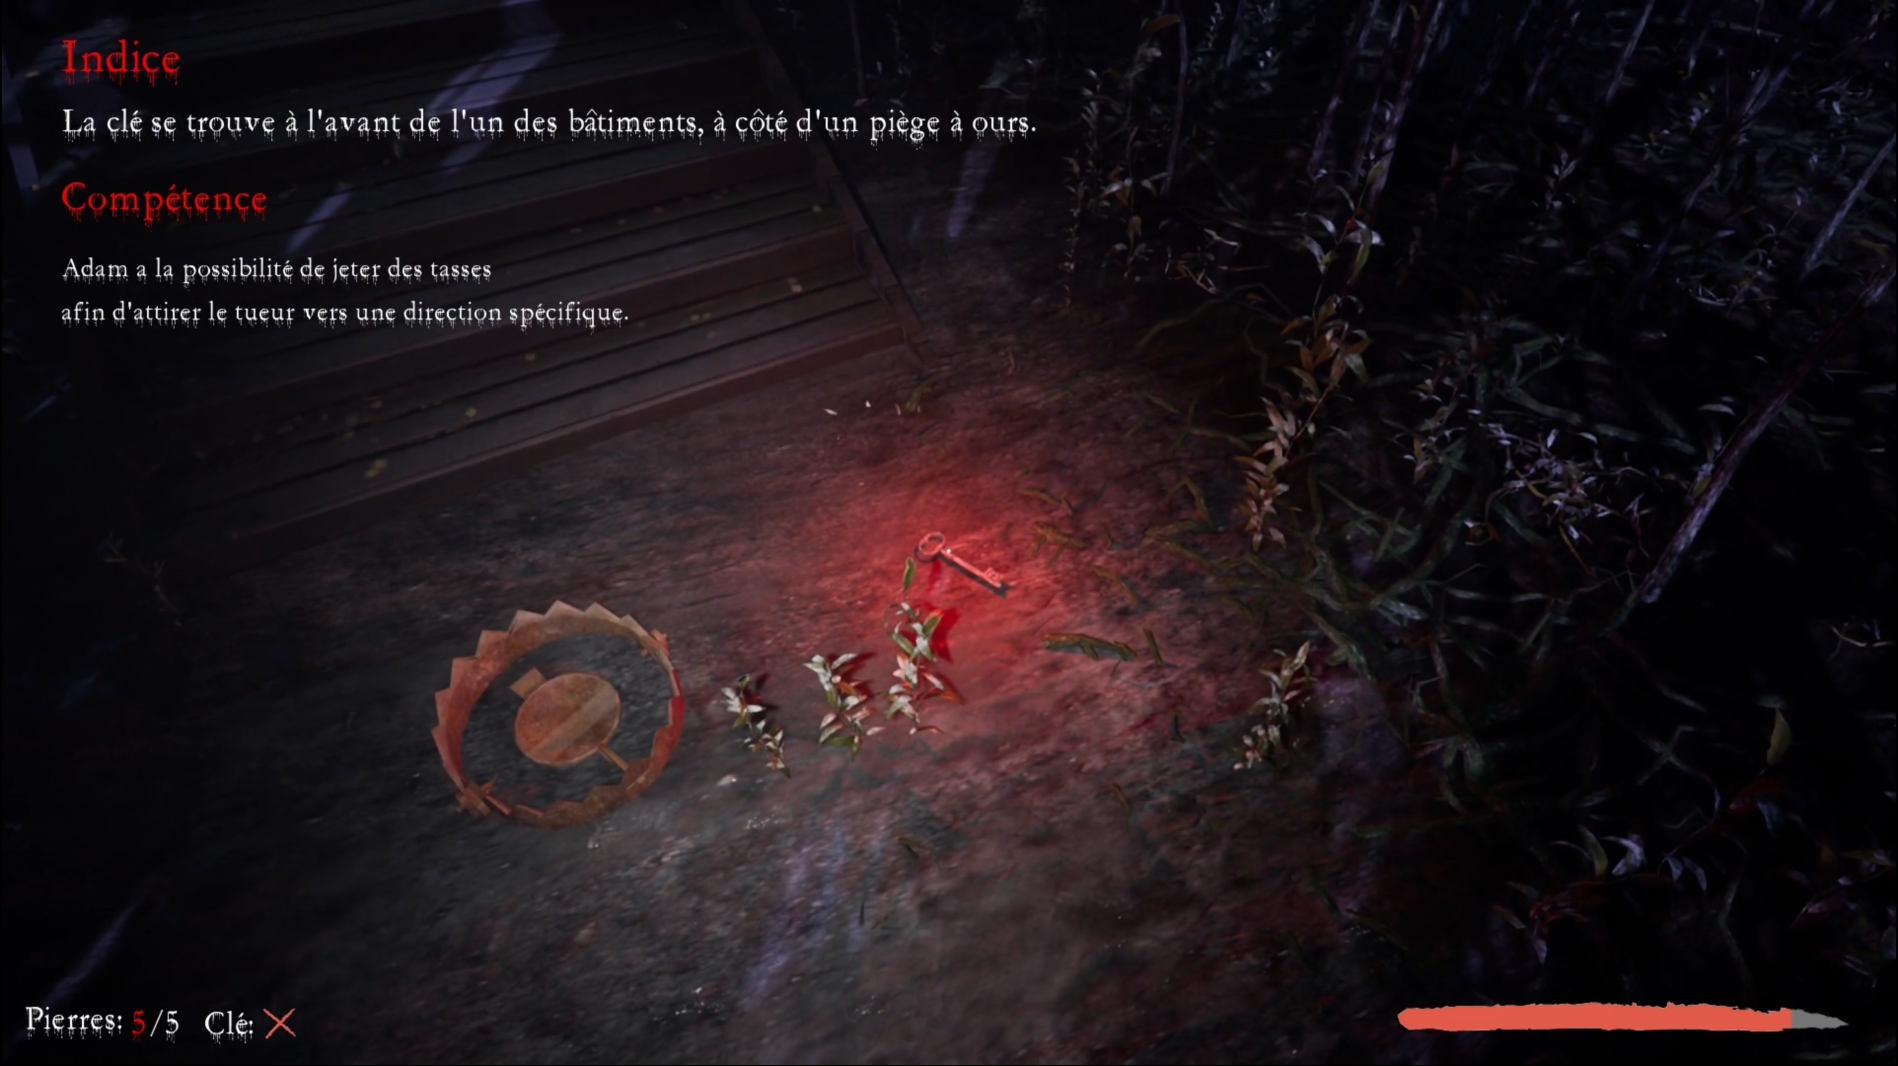 Indice
La clé se trouve à l'avant de l'un des bâtiments, à côté d'un piège à ours.
Compétence
Adam a la possibilité de jeter des tasses
afin d'attirer le tueur vers une direction spécifique.
Pierres: 5/5 Clé: